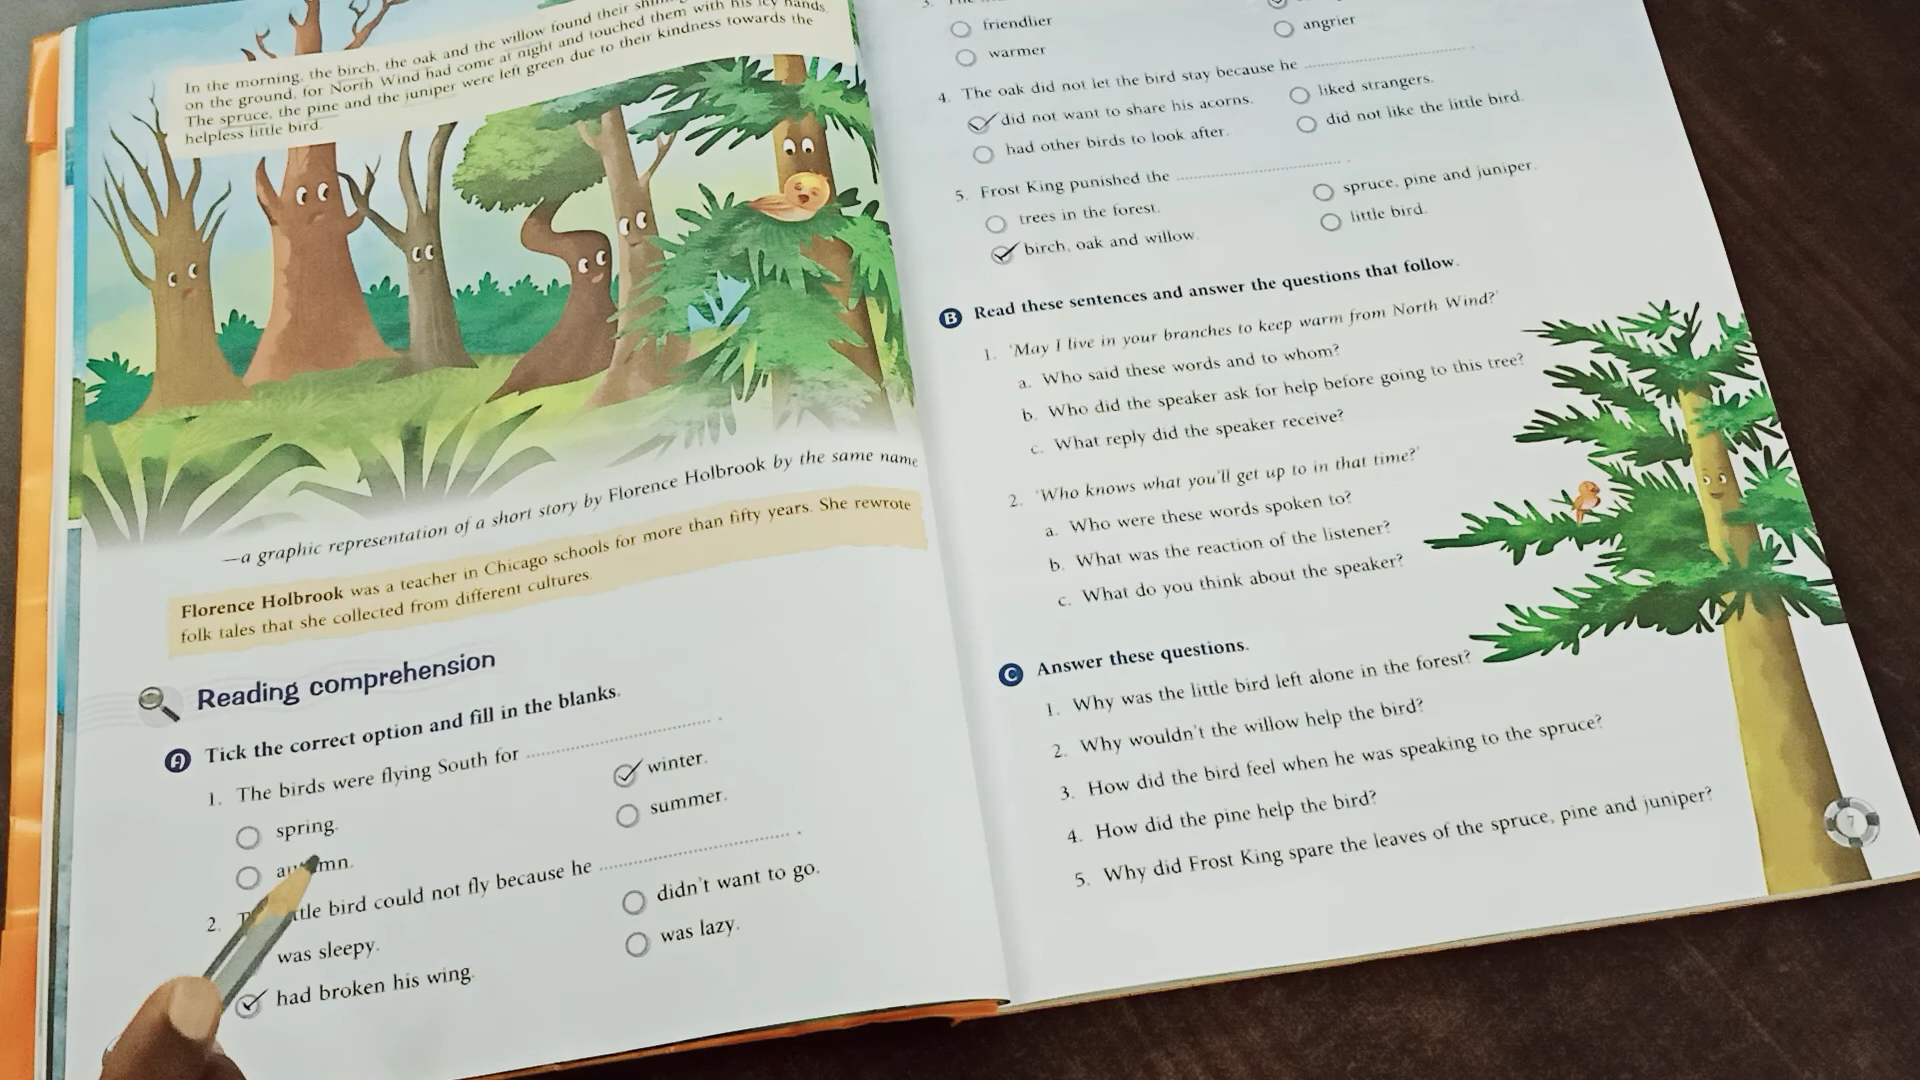 In the morning, the birch, the oak and the willow found their
on the ground, for North Wind had come at night and touched them with his icy hands.
The spruce, the pine and the juniper were left green due to their kindness towards the
helpless little bird.
—a graphic representation of a short story by Florence Holbrook by the same name
Florence Holbrook was a teacher in Chicago schools for more than fifty years. She rewrote
folk tales that she collected from different cultures.
Reading comprehension
A Tick the correct option and fill in the blanks.
1. The birds were flying South for ..............................
spring.
winter.
summer.
2. little bird could not fly because he ..............................
didn't want to go.
was sleepy.
was lazy.
had broken his wing.
3.
friendlier
angrier
warmer
4. The oak did not let the bird stay because he ..............................
did not want to share his acorns.
liked strangers.
had other birds to look after.
did not like the little bird.
5. Frost King punished the ..............................
trees in the forest.
spruce, pine and juniper.
birch, oak and willow.
little bird.
B Read these sentences and answer the questions that follow.
1. 'May I live in your branches to keep warm from North Wind?'
a. Who said these words and to whom?
b. Who did the speaker ask for help before going to this tree?
c. What reply did the speaker receive?
2. 'Who knows what you'll get up to in that time?'
a. Who were these words spoken to?
b. What was the reaction of the listener?
c. What do you think about the speaker?
C Answer these questions.
1. Why was the little bird left alone in the forest?
2. Why wouldn't the willow help the bird?
3. How did the bird feel when he was speaking to the spruce?
4. How did the pine help the bird?
5. Why did Frost King spare the leaves of the spruce, pine and juniper?
7